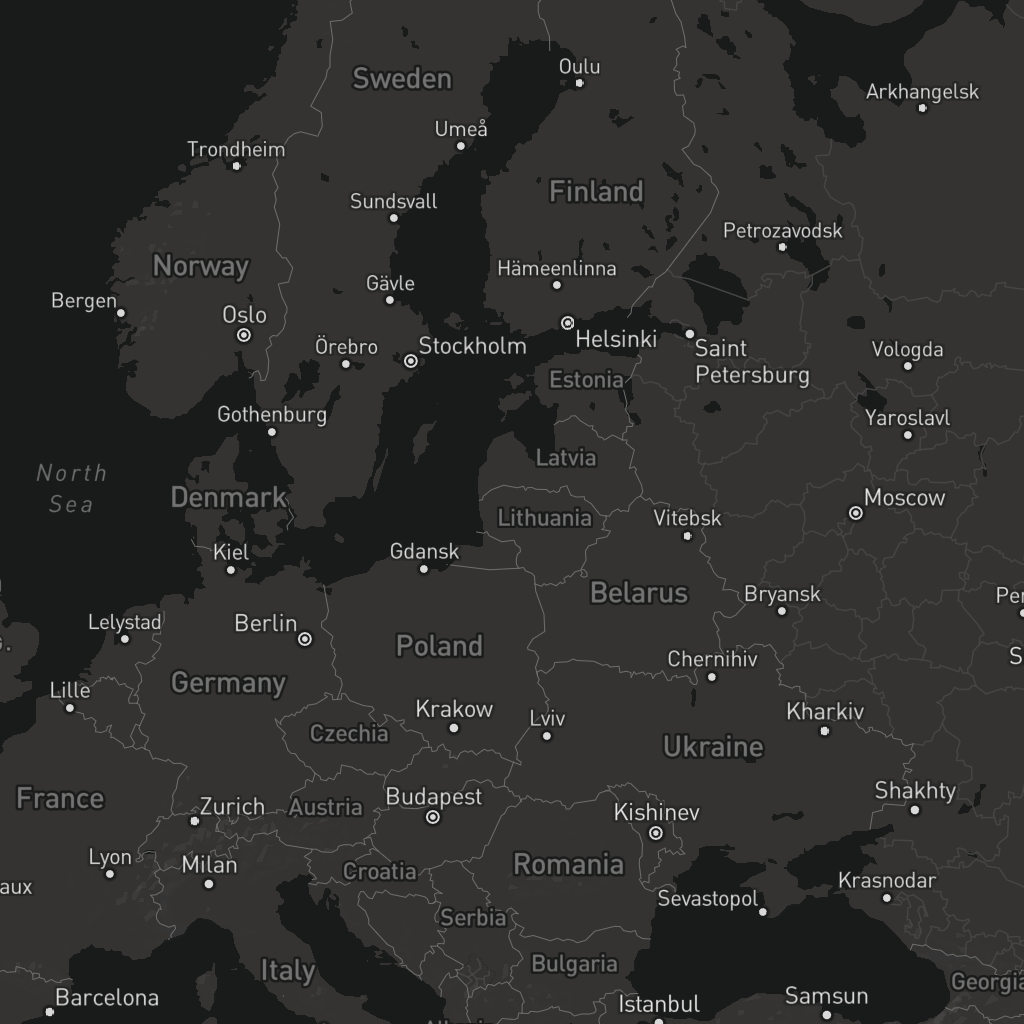 Oulu
Sweden
Arkhangelsk
Umeå
Trondheim
Finland
Sundsvall
Petrozavodsk
Norway
Hämeenlinna
Gävle
Bergen
Oslo
Helsinki
Stockholm
Örebro
Saint
Petersburg
Vologda
Estonia
Gothenburg
Yaroslavl
Latvia
North
Sea
Denmark
Moscow
Lithuania
Vitebsk
Kiel
Gdansk
Belarus
Bryansk
Per
Lelystad
Berlin
Poland
.
S
Chernihiv
Germany
Lille
Krakow
Lviv
Kharkiv
Czechia
Ukraine
France
Zurich
Austria
Budapest
Kishinev
Shakhty
Lyon
Milan
Croatia
Romania
aux
Krasnodar
Sevastopol
Serbia
Italy
Bulgaria
Georgia
Barcelona
Istanbul
Samsun